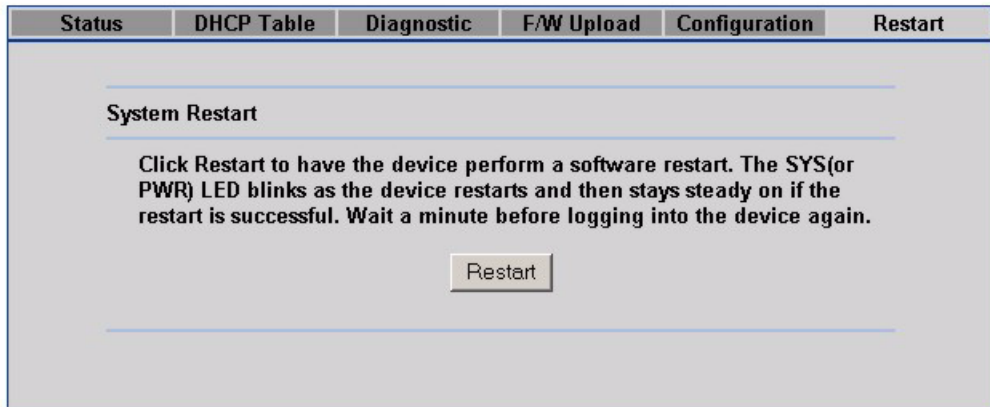 Status DHCP Table Diagnostic F/W Upload Configuration Restart
System Restart
Click Restart to have the device perform a software restart. The SYS(or
PWR) LED blinks as the device restarts and then stays steady on if the
restart is successful. Wait a minute before logging into the device again.
Restart